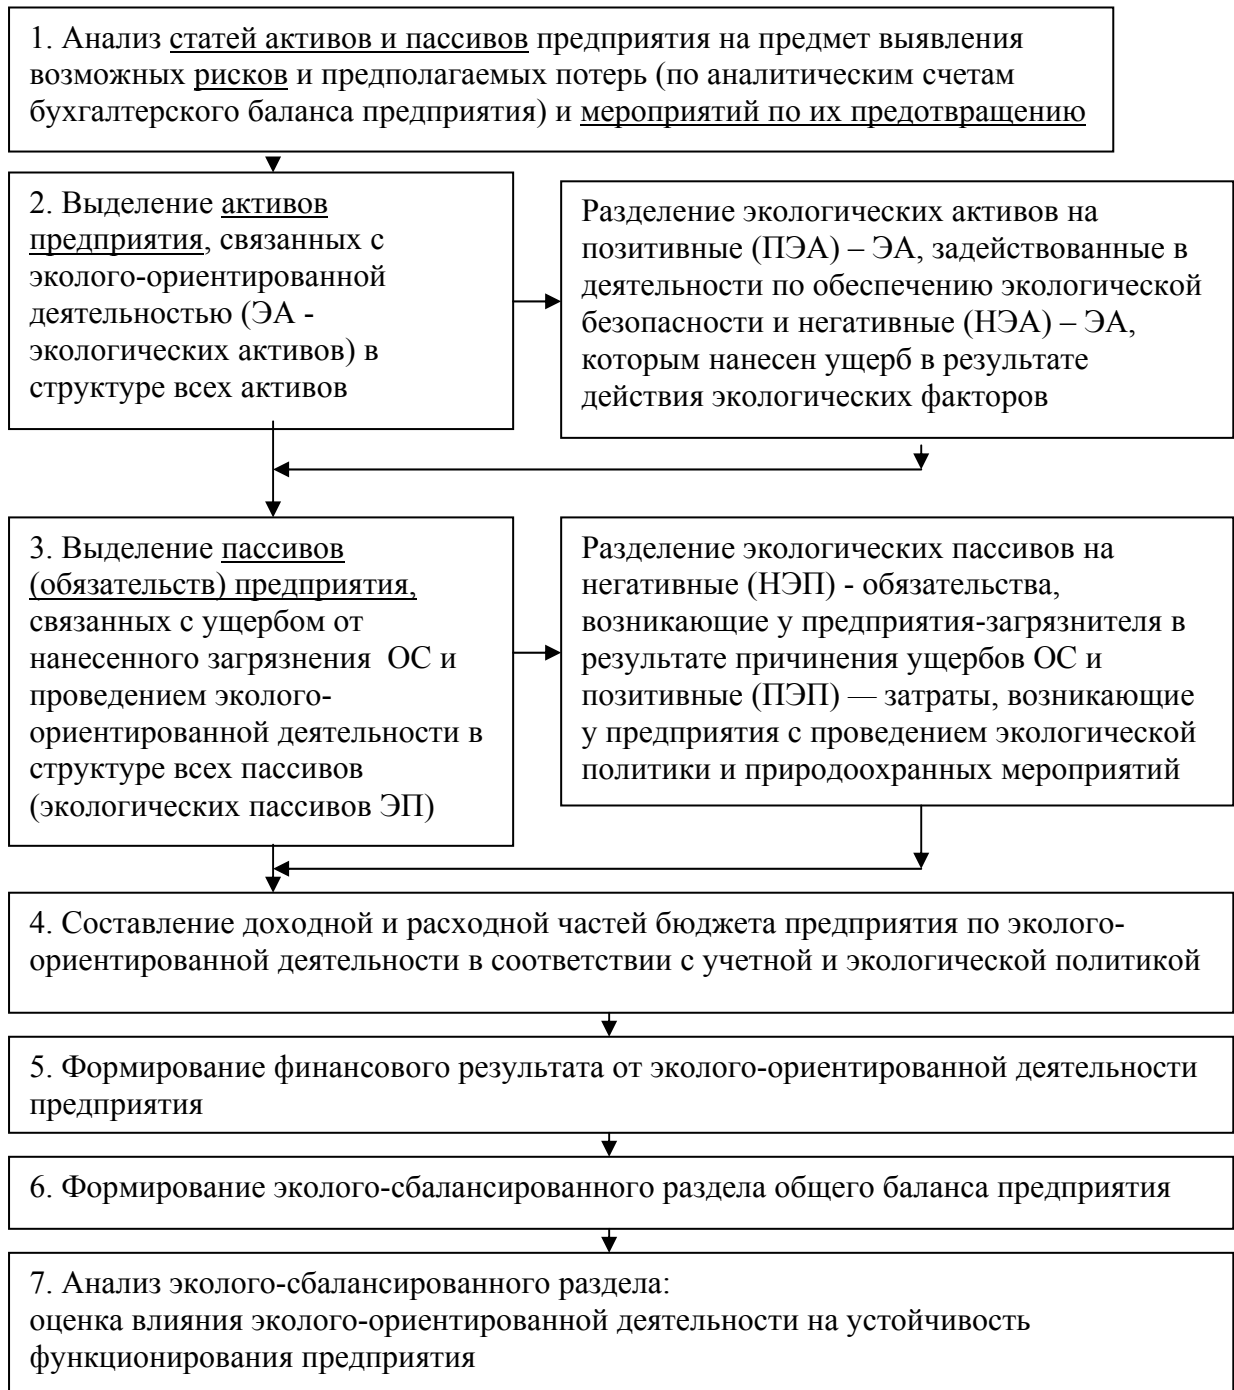 1. Анализ статей активов и пассивов предприятия на предмет выявления
возможных рисков и предполагаемых потерь (по аналитическим счетам
бухгалтерского баланса предприятия) и мероприятий по их предотвращению
2. Выделение активов
предприятия, связанных с
эколого-ориентированной
деятельностью (ЭА -
экологических активов) в
структуре всех активов
Разделение экологических активов на
позитивные (ПЭА) – ЭА, задействованные в
деятельности по обеспечению экологической
безопасности и негативные (НЭА) – ЭА,
которым нанесен ущерб в результате
действия экологических факторов
3. Выделение пассивов
(обязательств) предприятия,
связанных с ущербом от
нанесенного загрязнения  ОС и
проведением эколого-
ориентированной деятельности в
структуре всех пассивов
(экологических пассивов ЭП)
Разделение экологических пассивов на
негативные (НЭП) - обязательства,
возникающие у предприятия-загрязнителя в
результате причинения ущербов ОС и
позитивные (ПЭП) — затраты, возникающие
у предприятия с проведением экологической
политики и природоохранных мероприятий
4. Составление доходной и расходной частей бюджета предприятия по эколого-
ориентированной деятельности в соответствии с учетной и экологической политикой
5. Формирование финансового результата от эколого-ориентированной деятельности
предприятия
6. Формирование эколого-сбалансированного раздела общего баланса предприятия
7. Анализ эколого-сбалансированного раздела:
оценка влияния эколого-ориентированной деятельности на устойчивость
функционирования предприятия